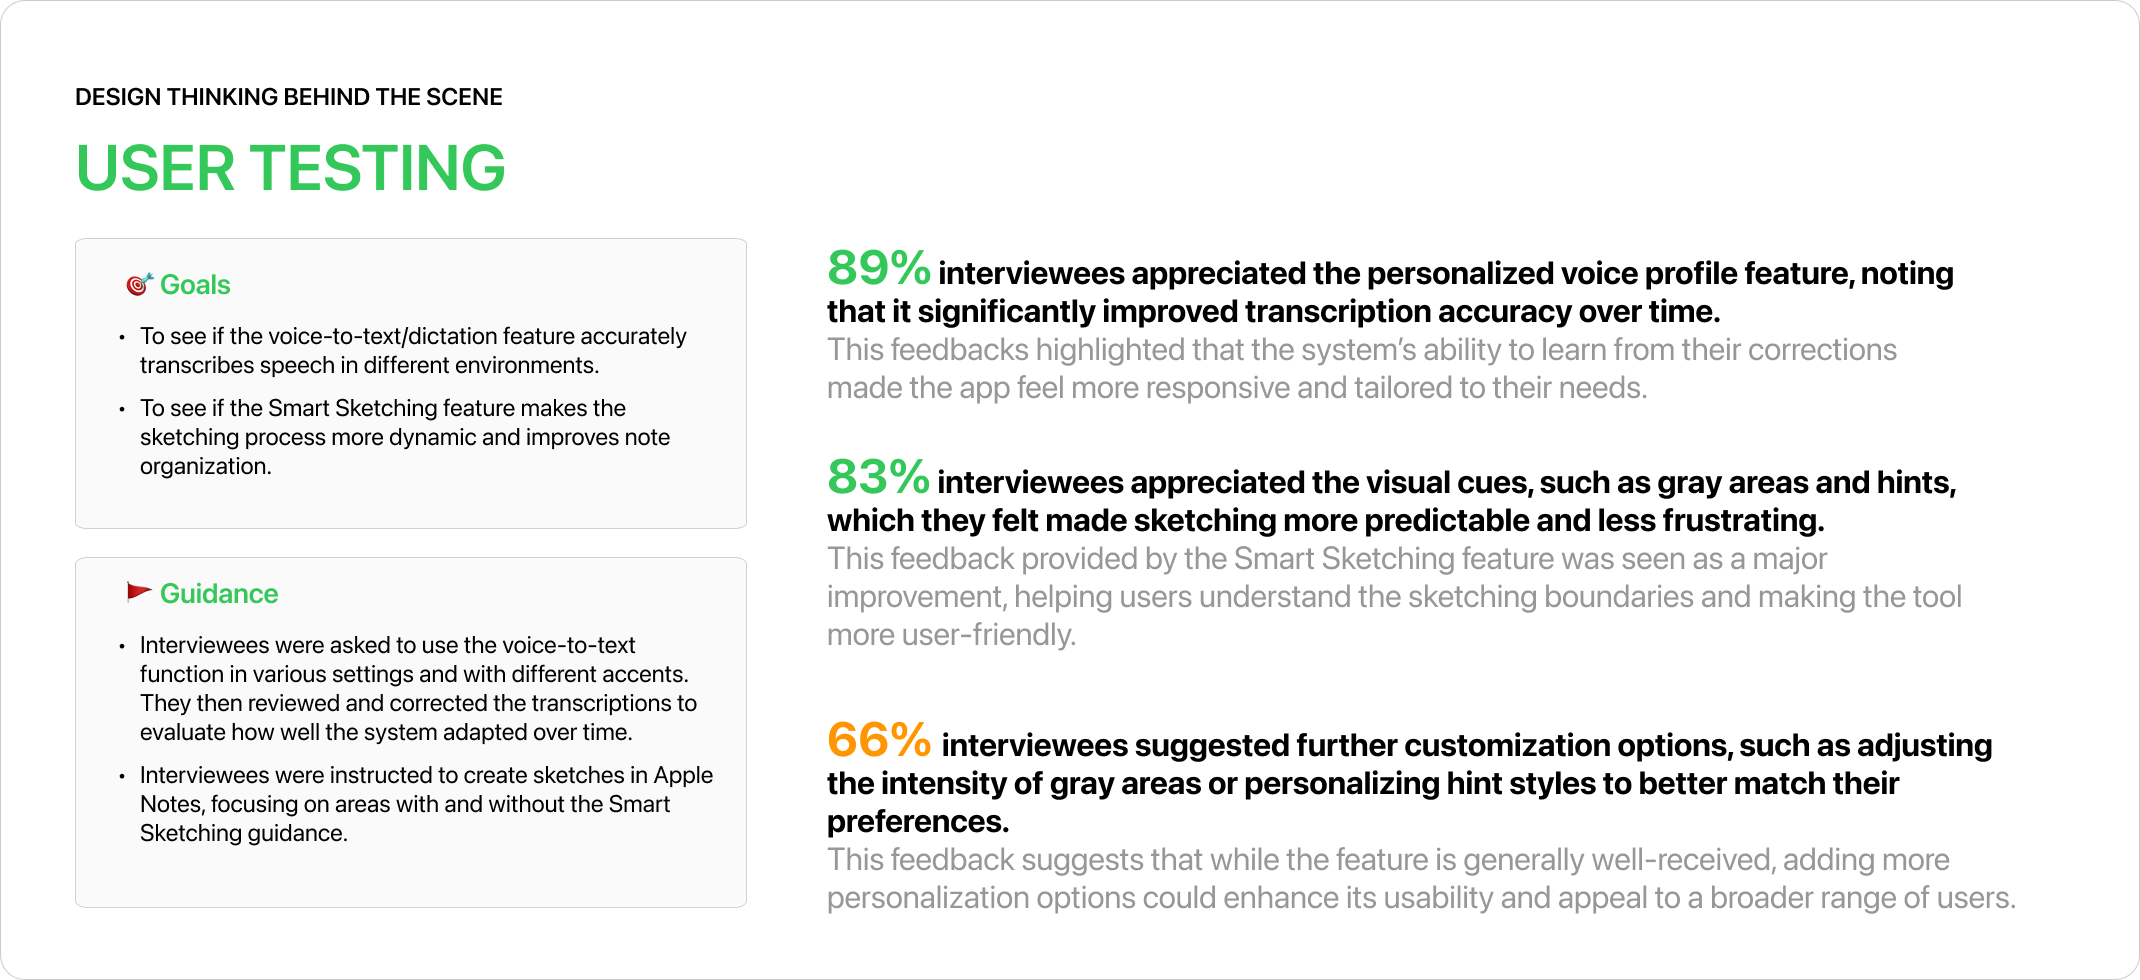 DESIGN THINKING BEHIND THE SCENE
USER TESTING
Goals
• To see if the voice-to-text/dictation feature accurately
transcribes speech in different environments.
• To see if the Smart Sketching feature makes the
sketching process more dynamic and improves note
organization.
Guidance
• Interviewees were asked to use the voice-to-text
function in various settings and with different accents.
They then reviewed and corrected the transcriptions to
evaluate how well the system adapted over time.
• Interviewees were instructed to create sketches in Apple
Notes, focusing on areas with and without the Smart
Sketching guidance.
89% interviewees appreciated the personalized voice profile feature, noting
that it significantly improved transcription accuracy over time.
This feedbacks highlighted that the system’s ability to learn from their corrections
made the app feel more responsive and tailored to their needs.
83% interviewees appreciated the visual cues, such as gray areas and hints,
which they felt made sketching more predictable and less frustrating.
This feedback provided by the Smart Sketching feature was seen as a major
improvement, helping users understand the sketching boundaries and making the tool
more user-friendly.
66% interviewees suggested further customization options, such as adjusting
the intensity of gray areas or personalizing hint styles to better match their
preferences.
This feedback suggests that while the feature is generally well-received, adding more
personalization options could enhance its usability and appeal to a broader range of users.